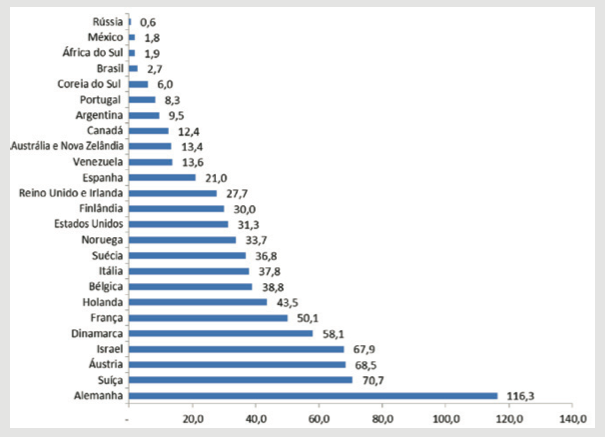 Rússia 0,6
México 1,8
África do Sul 1,9
Brasil 2,7
Coreia do Sul 6,0
Portugal 8,3
Argentina 9,5
Canadá 12,4
Austrália e Nova Zelândia 13,4
Venezuela 13,6
Espanha 21,0
Reino Unido e Irlanda 27,7
Finlândia 30,0
Estados Unidos 31,3
Noruega 33,7
Suécia 36,8
Itália 37,8
Bélgica 38,8
Holanda 43,5
França 50,1
Dinamarca 58,1
Israel 67,9
Áustria 68,5
Suíça 70,7
Alemanha 116,3
- 20,0 40,0 60,0 80,0 100,0 120,0 140,0